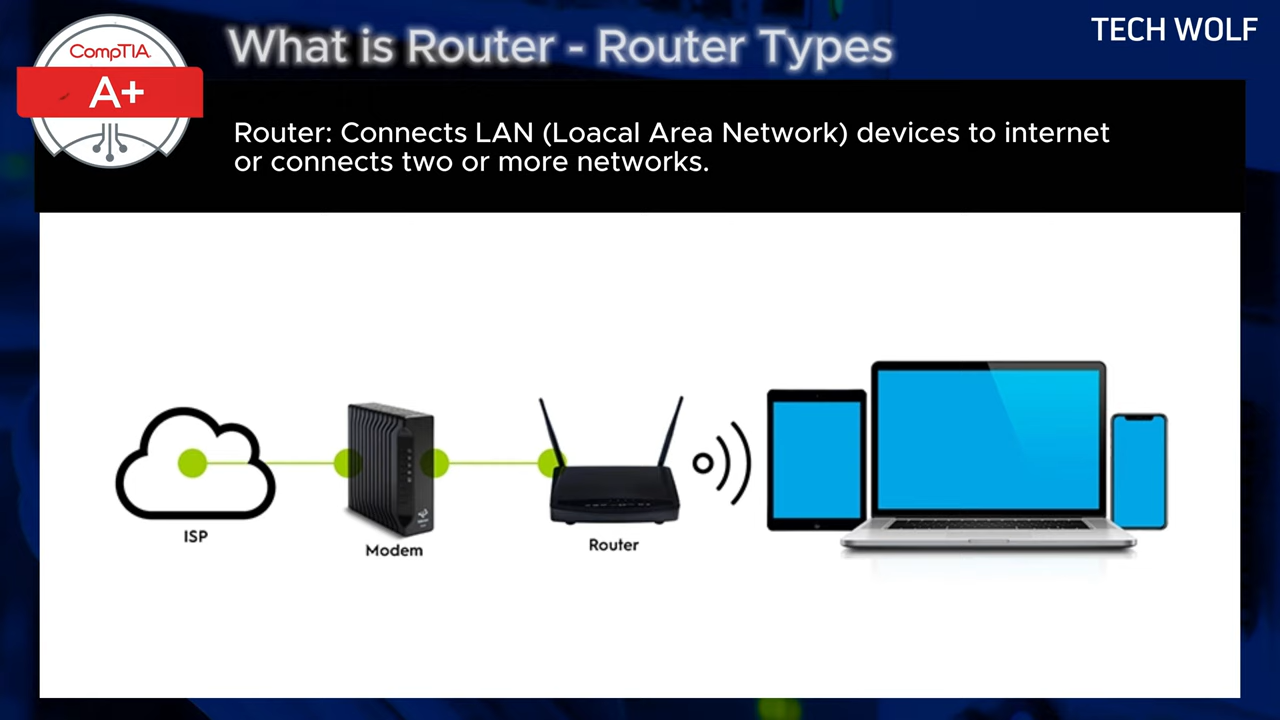 What is Router - Router Types
TECH WOLF
CompTIA.
A+
Router: Connects LAN (Loacal Area Network) devices to internet
or connects two or more networks.
ISP
Modem
Router